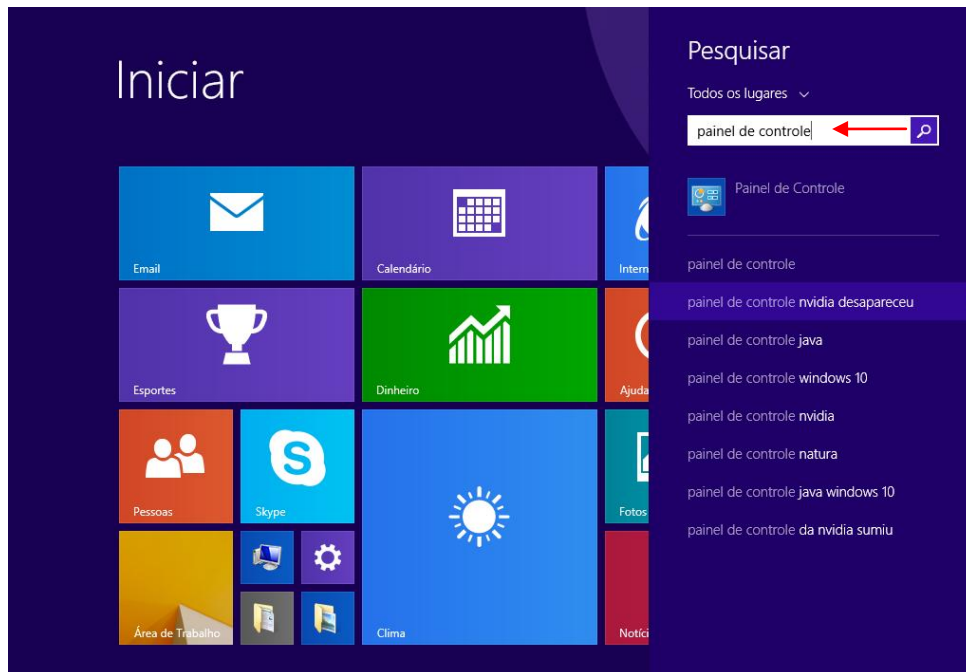 Iniciar
Email
Calendário
Intern
Esportes
Dinheiro
Ajuda
Pessoas
Skype
Fotos
Área de Trabalho
Clima
Notíci
Pesquisar
Todos os lugares
painel de controle
Painel de Controle
painel de controle
painel de controle nvidia desapareceu
painel de controle java
painel de controle windows 10
painel de controle nvidia
painel de controle natura
painel de controle java windows 10
painel de controle da nvidia sumiu